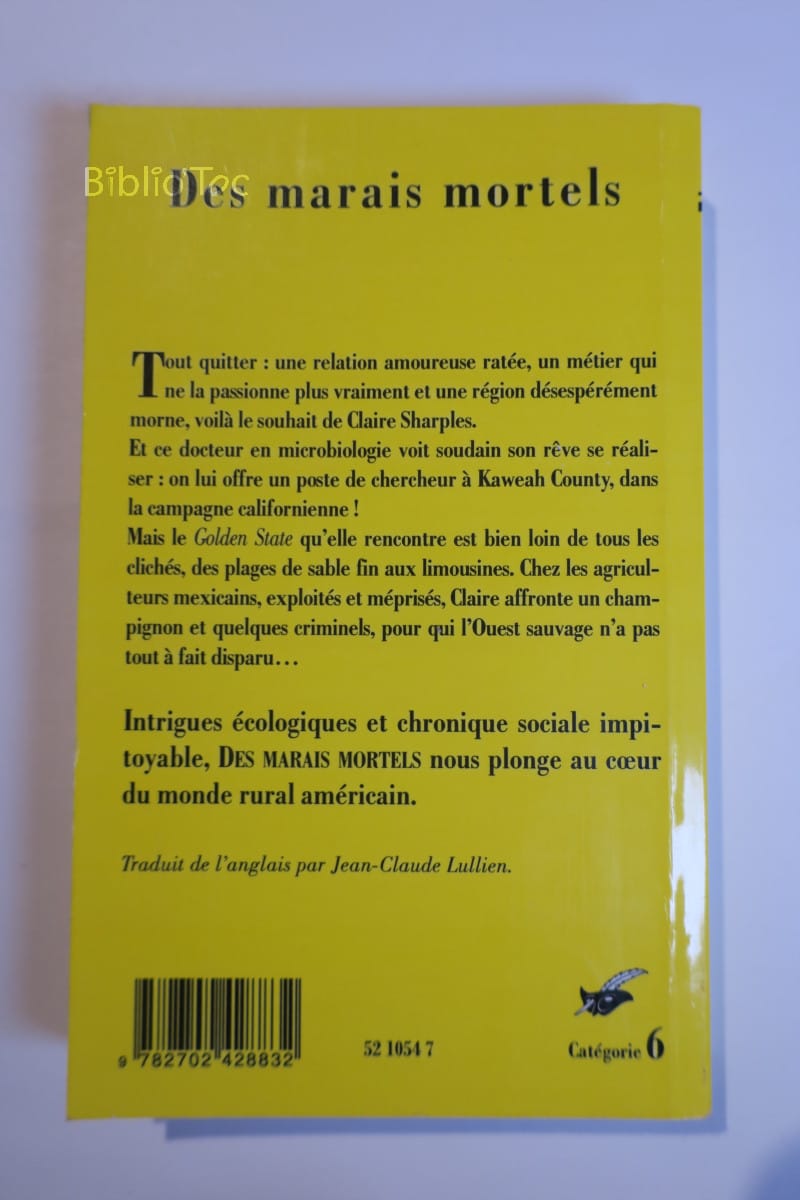 Biblio'Toc
Des marais mortels
Tout quitter : une relation amoureuse ratée, un métier qui
ne la passionne plus vraiment et une région désespérément
morne, voilà le souhait de Claire Sharples.
Et ce docteur en microbiologie voit soudain son rêve se réali-
ser : on lui offre un poste de chercheur à Kaweah County, dans
la campagne californienne !
Mais le Golden State qu'elle rencontre est bien loin de tous les
clichés, des plages de sable fin aux limousines. Chez les agricul-
teurs mexicains, exploités et méprisés, Claire affronte un cham-
pignon et quelques criminels, pour qui l'Ouest sauvage n'a pas
tout à fait disparu…
Intrigues écologiques et chronique sociale impi-
toyable, DES MARAIS MORTELS nous plonge au cœur
du monde rural américain.
Traduit de l'anglais par Jean-Claude Lullien.
9 782702 428832
52 1054 7
Catégorie 6